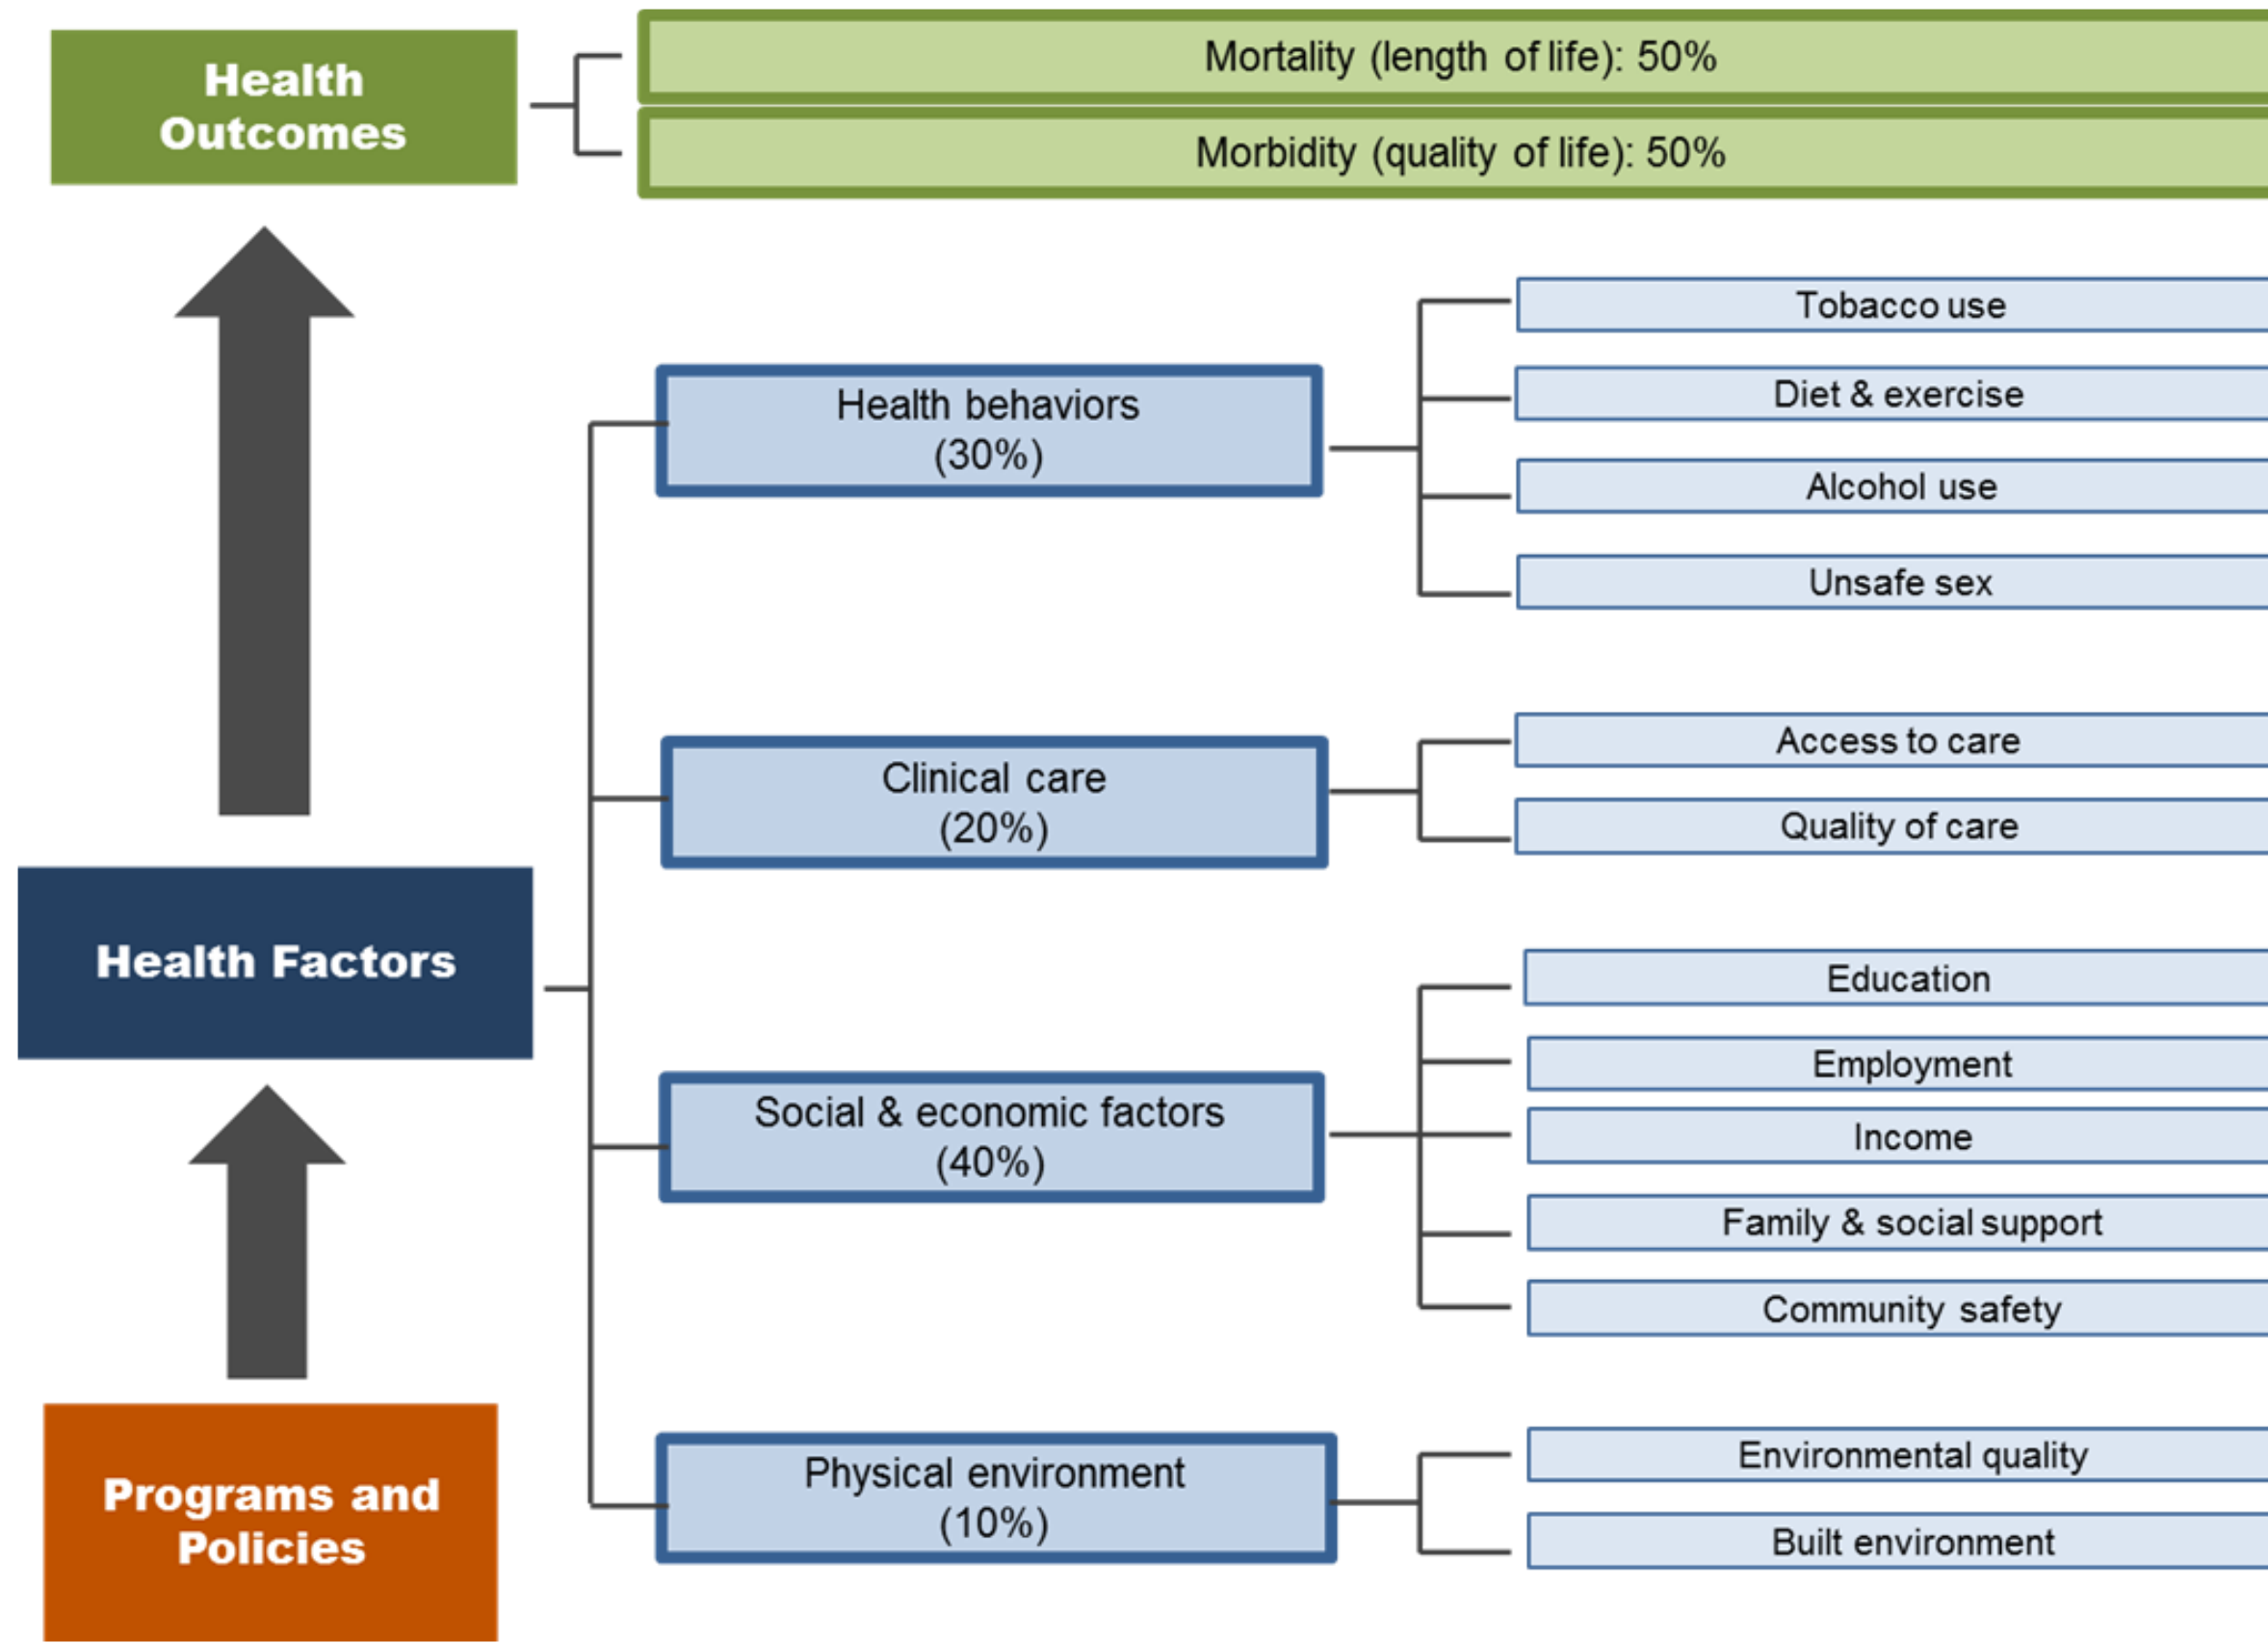 Health
Outcomes
Mortality (length of life): 50%
Morbidity (quality of life): 50%
Health behaviors
(30%)
Tobacco use
Diet & exercise
Alcohol use
Unsafe sex
Clinical care
(20%)
Access to care
Quality of care
Health Factors
Social & economic factors
(40%)
Education
Employment
Income
Family & social support
Community safety
Programs and
Policies
Physical environment
(10%)
Environmental quality
Built environment